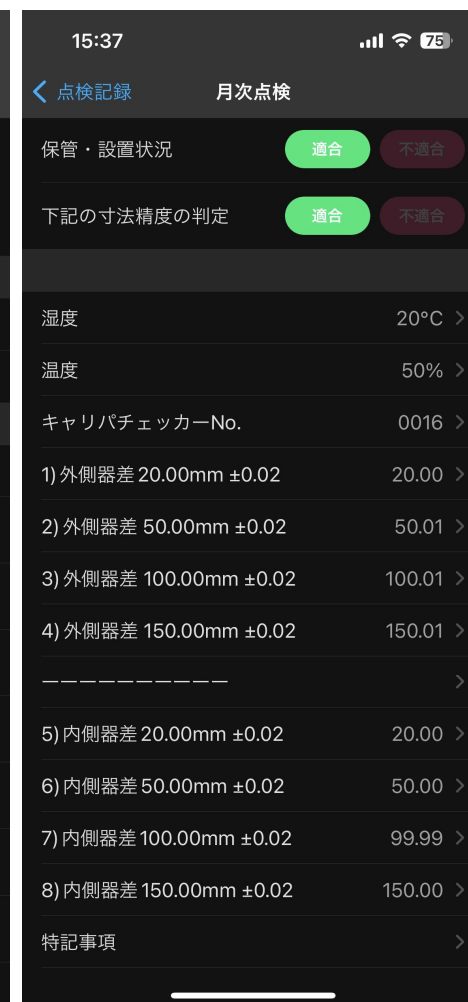 15:37
75
点検記録
月次点検
保管・設置状況 適合 不適合
下記の寸法精度の判定 適合 不適合
湿度 20°C
温度 50%
キャリパチェッカーNo. 0016
1) 外側器差 20.00mm ±0.02 20.00
2) 外側器差 50.00mm ±0.02 50.01
3) 外側器差 100.00mm ±0.02 100.01
4) 外側器差 150.00mm ±0.02 150.01
ーーーーーーーーーー
5) 内側器差 20.00mm ±0.02 20.00
6) 内側器差 50.00mm ±0.02 50.00
7) 内側器差 100.00mm ±0.02 99.99
8) 内側器差 150.00mm ±0.02 150.00
特記事項